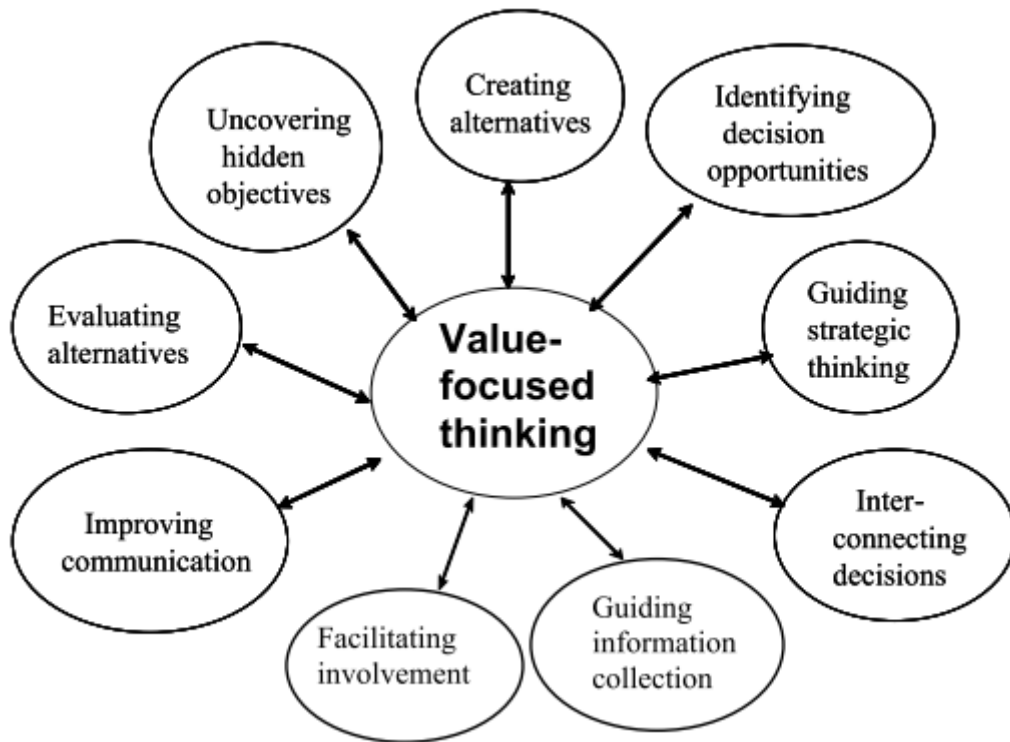 Creating
alternatives
Identifying
decision
opportunities
Uncovering
hidden
objectives
Guiding
strategic
thinking
Evaluating
alternatives
Value-
focused
thinking
Inter-
connecting
decisions
Improving
communication
Guiding
information
collection
Facilitating
involvement